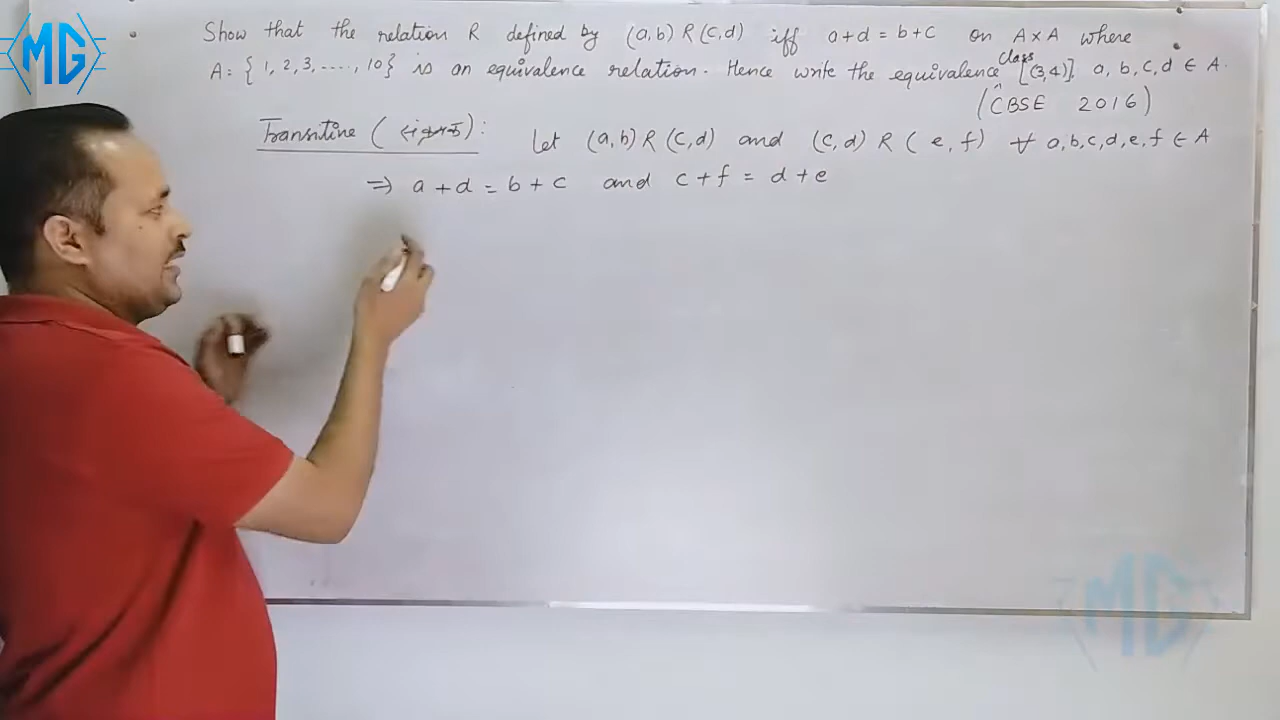 MG
Show that the relation R defined by (a,b) R (c,d) iff a+d = b+c on A×A where
A = {1, 2, 3, ...., 10} is an equivalence relation. Hence write the equivalence class [(3,4)], a, b, c, d ∈ A.
(CBSE 2016)
Transitive ( ): Let (a,b) R (c,d) and (c,d) R (e,f) ∀ a,b,c,d,e,f ∈ A
⇒ a+d = b+c and c+f = d+e
MG